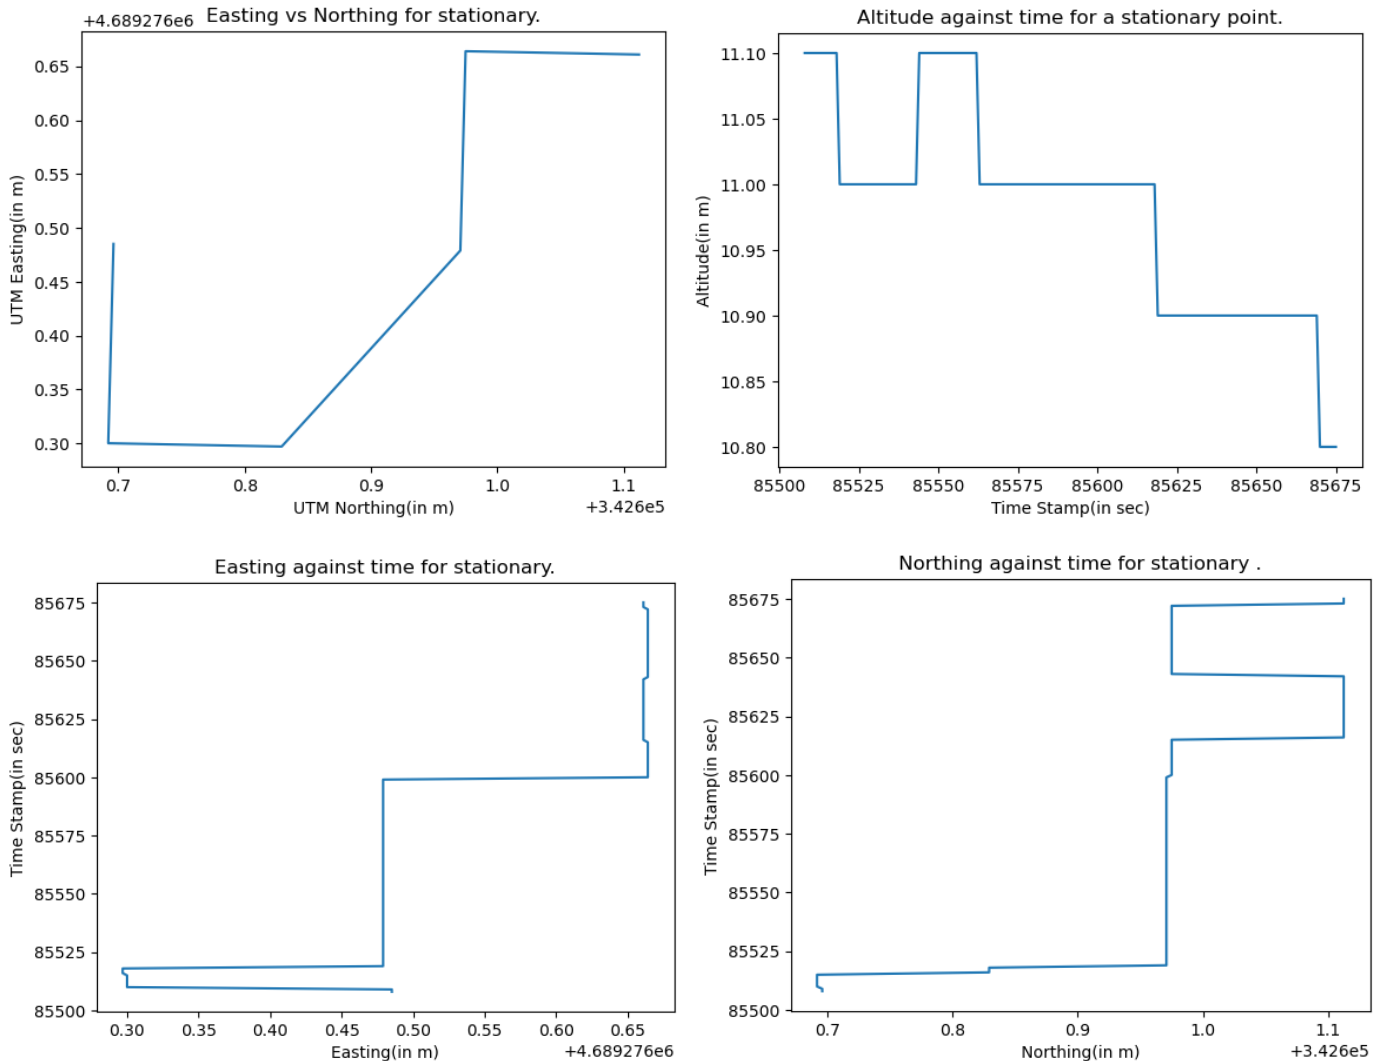 Easting vs Northing for stationary.
+4.689276e6
0.65
0.60
0.55
0.50
0.45
0.40
0.35
0.30
UTM Easting(in m)
0.7 0.8 0.9 1.0 1.1
UTM Northing(in m)
+3.426e5
Altitude against time for a stationary point.
11.10
11.05
11.00
10.95
10.90
10.85
10.80
Altitude(in m)
85500 85525 85550 85575 85600 85625 85650 85675
Time Stamp(in sec)
Easting against time for stationary.
85675
85650
85625
85600
85575
85550
85525
85500
Time Stamp(in sec)
0.30 0.35 0.40 0.45 0.50 0.55 0.60 0.65
Easting(in m)
+4.689276e6
Northing against time for stationary .
85675
85650
85625
85600
85575
85550
85525
85500
Time Stamp(in sec)
0.7 0.8 0.9 1.0 1.1
Northing(in m)
+3.426e5